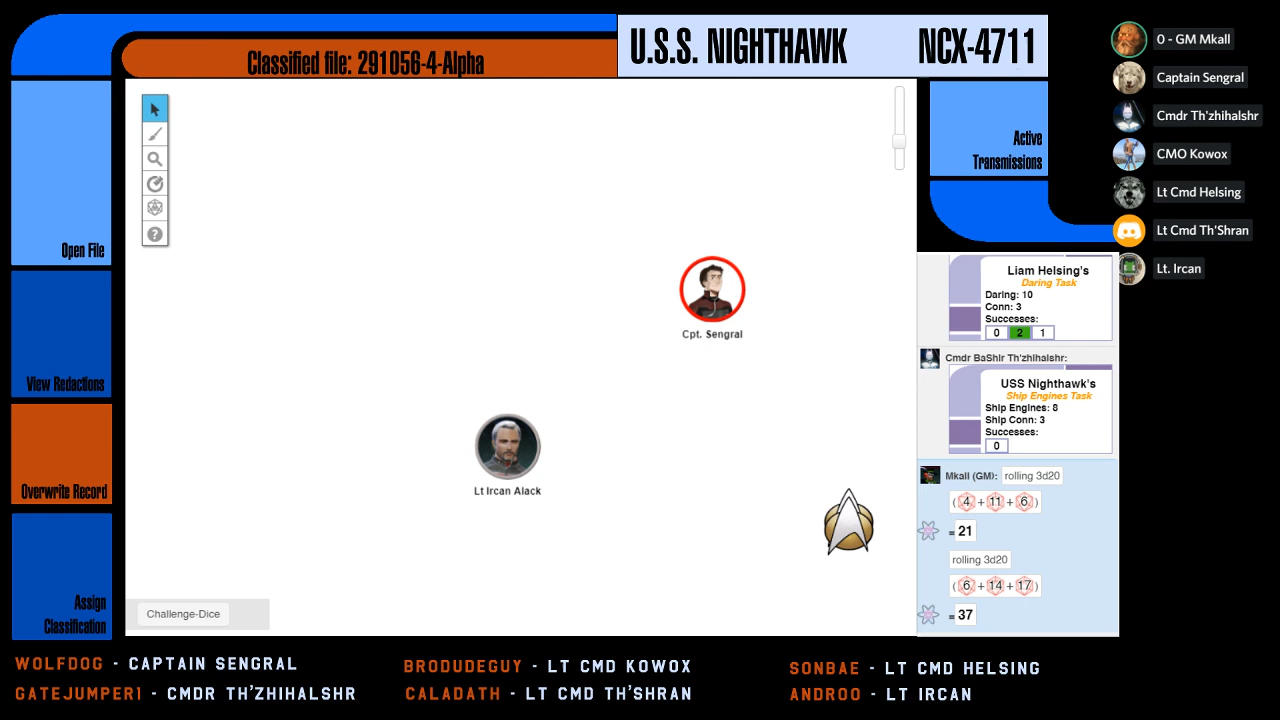 Classified file: 291056-4-Alpha
U.S.S. NIGHTHAWK NCX-4711
Open File
View Redactions
Overwrite Record
Assign
Classification
Active
Transmissions
0 - GM Mkall
Captain Sengral
Cmdr Th'zhihalshr
CMO Kowox
Lt Cmd Helsing
Lt Cmd Th'Shran
Lt. Ircan
Cpt. Sengral
Lt Ircan Alack
Challenge-Dice
Liam Helsing's
Daring Task
Daring: 10
Conn: 3
Successes:
0 2 1
Cmdr BaShir Th'zhihalshr:
USS Nighthawk's
Ship Engines Task
Ship Engines: 8
Ship Conn: 3
Successes:
0
Mkall (GM): rolling 3d20
(4+11+6)
=21
rolling 3d20
(6+14+17)
=37
WOLFDOG - CAPTAIN SENGRAL
BRODUDEGUY - LT CMD KOWOX
SONBAE - LT CMD HELSING
GATEJUMPER1 - CMDR TH'ZHIHALSHR
CALADATH - LT CMD TH'SHRAN
ANDROO - LT IRCAN